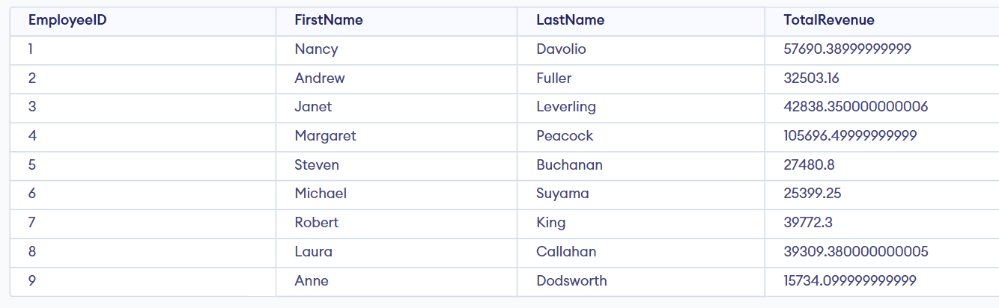 EmployeeID FirstName LastName TotalRevenue
1 Nancy Davolio 57690.38999999999
2 Andrew Fuller 32503.16
3 Janet Leverling 42838.350000000006
4 Margaret Peacock 105696.49999999999
5 Steven Buchanan 27480.8
6 Michael Suyama 25399.25
7 Robert King 39772.3
8 Laura Callahan 39309.380000000005
9 Anne Dodsworth 15734.099999999999